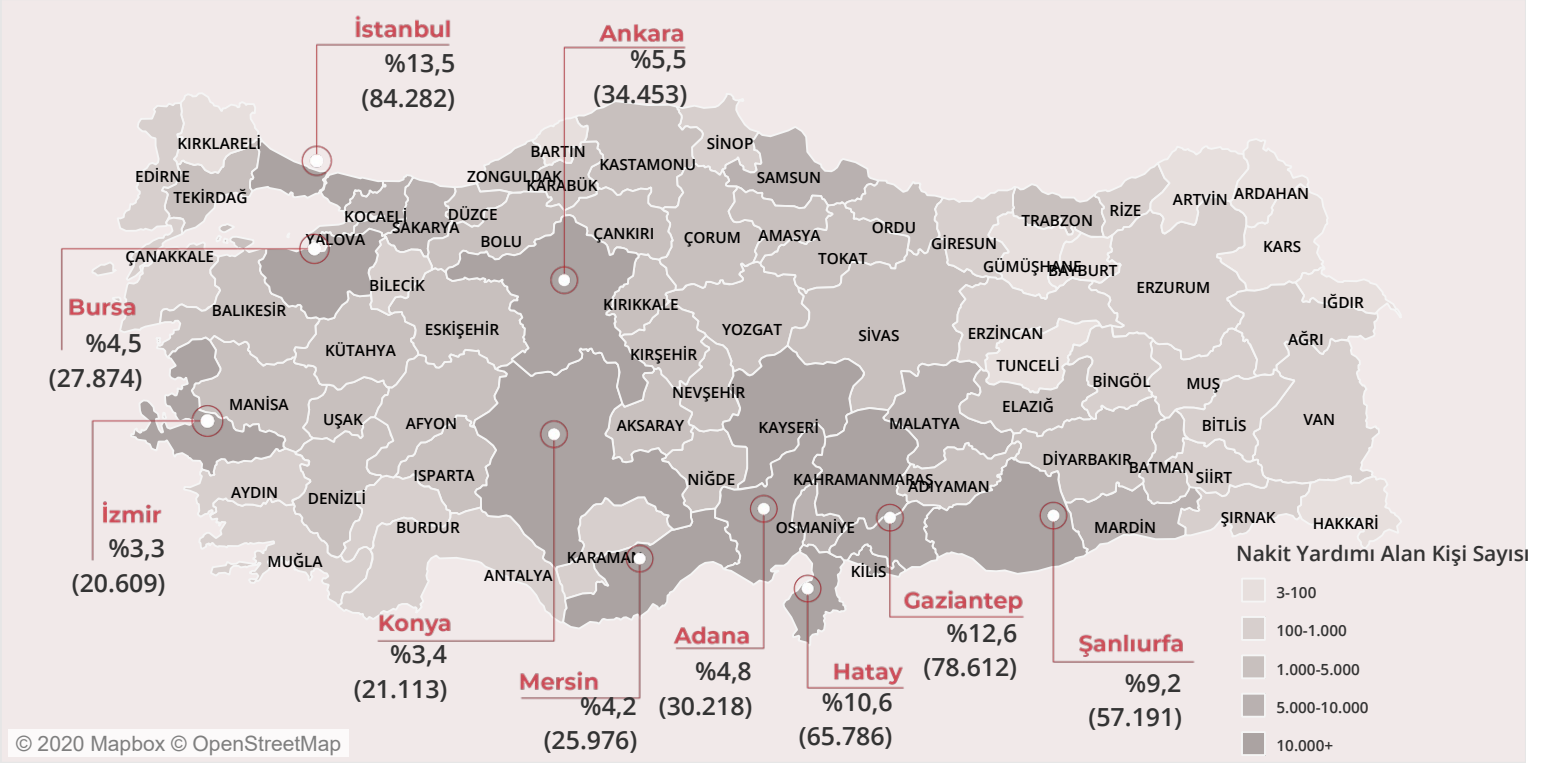 İstanbul
%13,5
(84.282)
Ankara
%5,5
(34.453)
KIRKLARELİ
EDİRNE
TEKİRDAĞ
BARTIN
ZONGULDAK
KARABÜK
KASTAMONU
SİNOP
SAMSUN
KOCAELİ
SAKARYA
DÜZCE
YALOVA
BOLU
ÇANKIRI
ÇORUM
AMASYA
TOKAT
ORDU
GİRESUN
TRABZON
RİZE
ARTVİN
ARDAHAN
KARS
GÜMÜŞHANE
BAYBURT
ERZURUM
IĞDIR
AĞRI
ÇANAKKALE
Bursa
%4,5
(27.874)
BALIKESİR
BİLECİK
ESKİŞEHİR
KÜTAHYA
KIRIKKALE
YOZGAT
SİVAS
ERZİNCAN
KIRŞEHİR
TUNCELİ
BİNGÖL
MUŞ
NEVŞEHİR
ELAZIĞ
MANİSA
UŞAK
AFYON
AKSARAY
KAYSERİ
MALATYA
BİTLİS
VAN
DİYARBAKIR
BATMAN
SİİRT
ISPARTA
NİĞDE
KAHRAMANMARAŞ
ADIYAMAN
AYDIN
DENİZLİ
İzmir
%3,3
(20.609)
BURDUR
OSMANİYE
MARDİN
ŞIRNAK
HAKKARİ
MUĞLA
ANTALYA
KARAMAN
KİLİS
Konya
%3,4
(21.113)
Mersin
%4,2
(25.976)
Adana
%4,8
(30.218)
Hatay
%10,6
(65.786)
Gaziantep
%12,6
(78.612)
Şanlıurfa
%9,2
(57.191)
Nakit Yardımı Alan Kişi Sayısı
3-100
100-1.000
1.000-5.000
5.000-10.000
10.000+
© 2020 Mapbox © OpenStreetMap